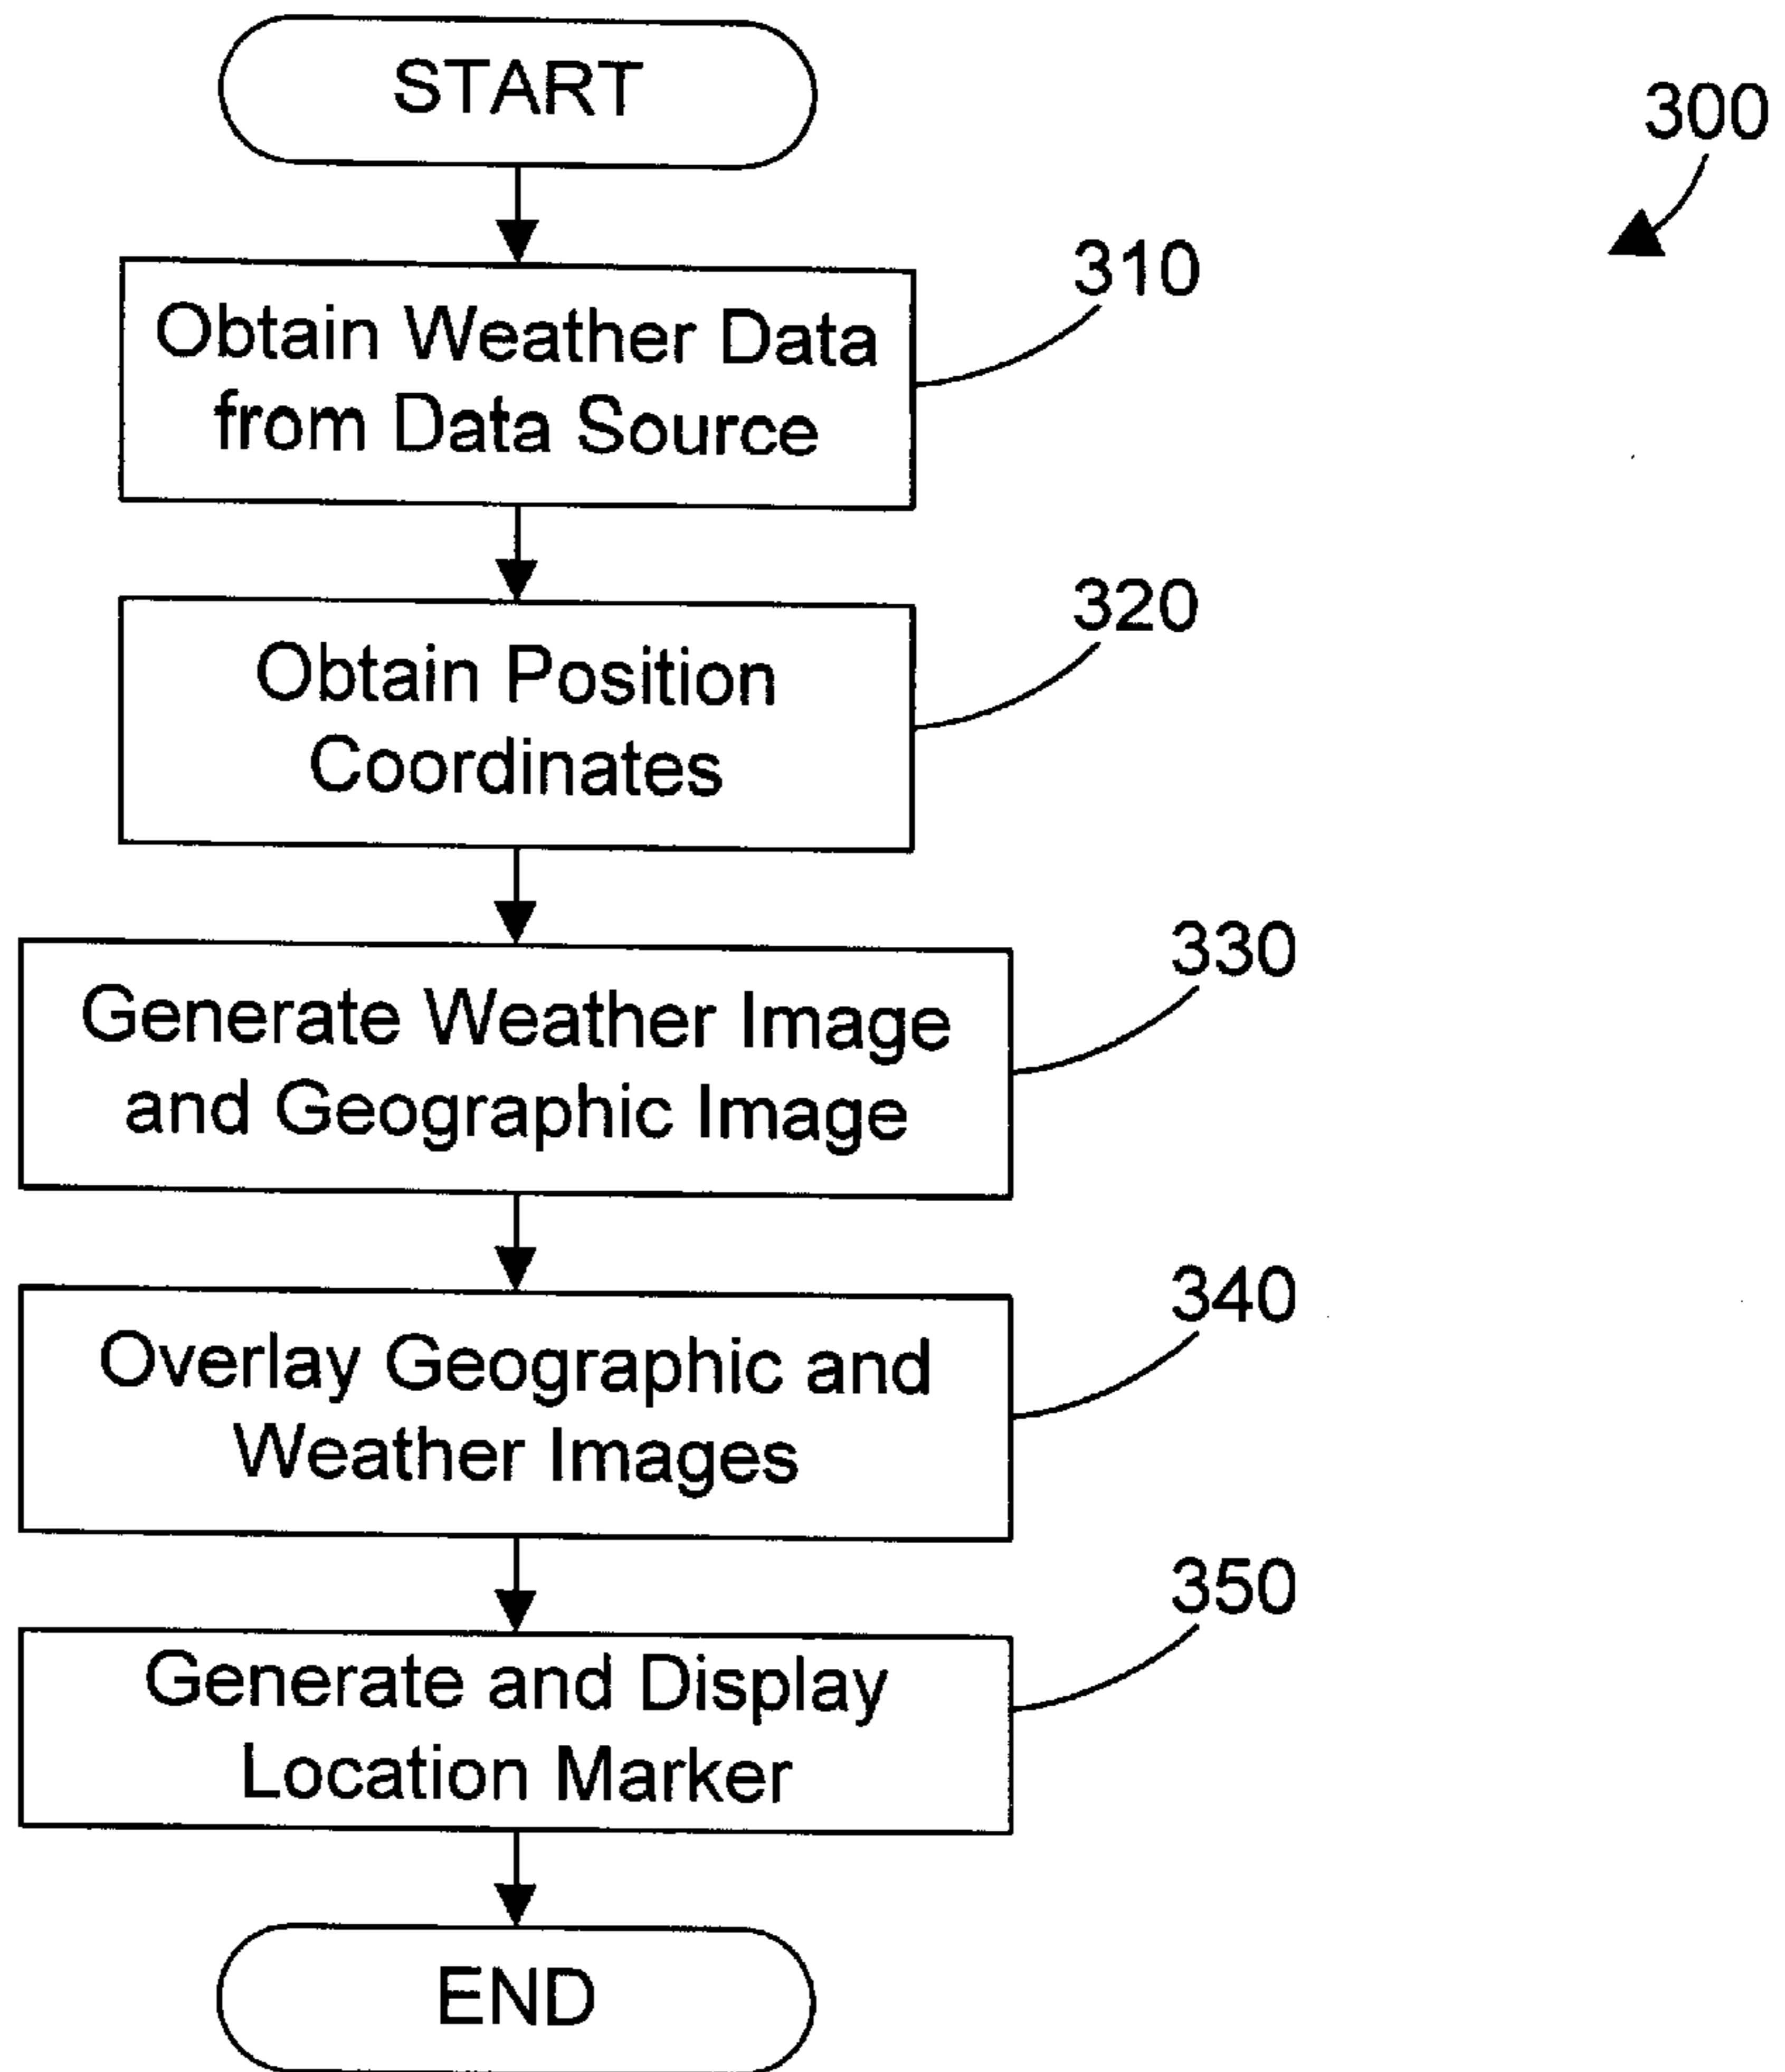 START
300
310
Obtain Weather Data
from Data Source
320
Obtain Position
Coordinates
330
Generate Weather Image
and Geographic Image
340
Overlay Geographic and
Weather Images
350
Generate and Display
Location Marker
END